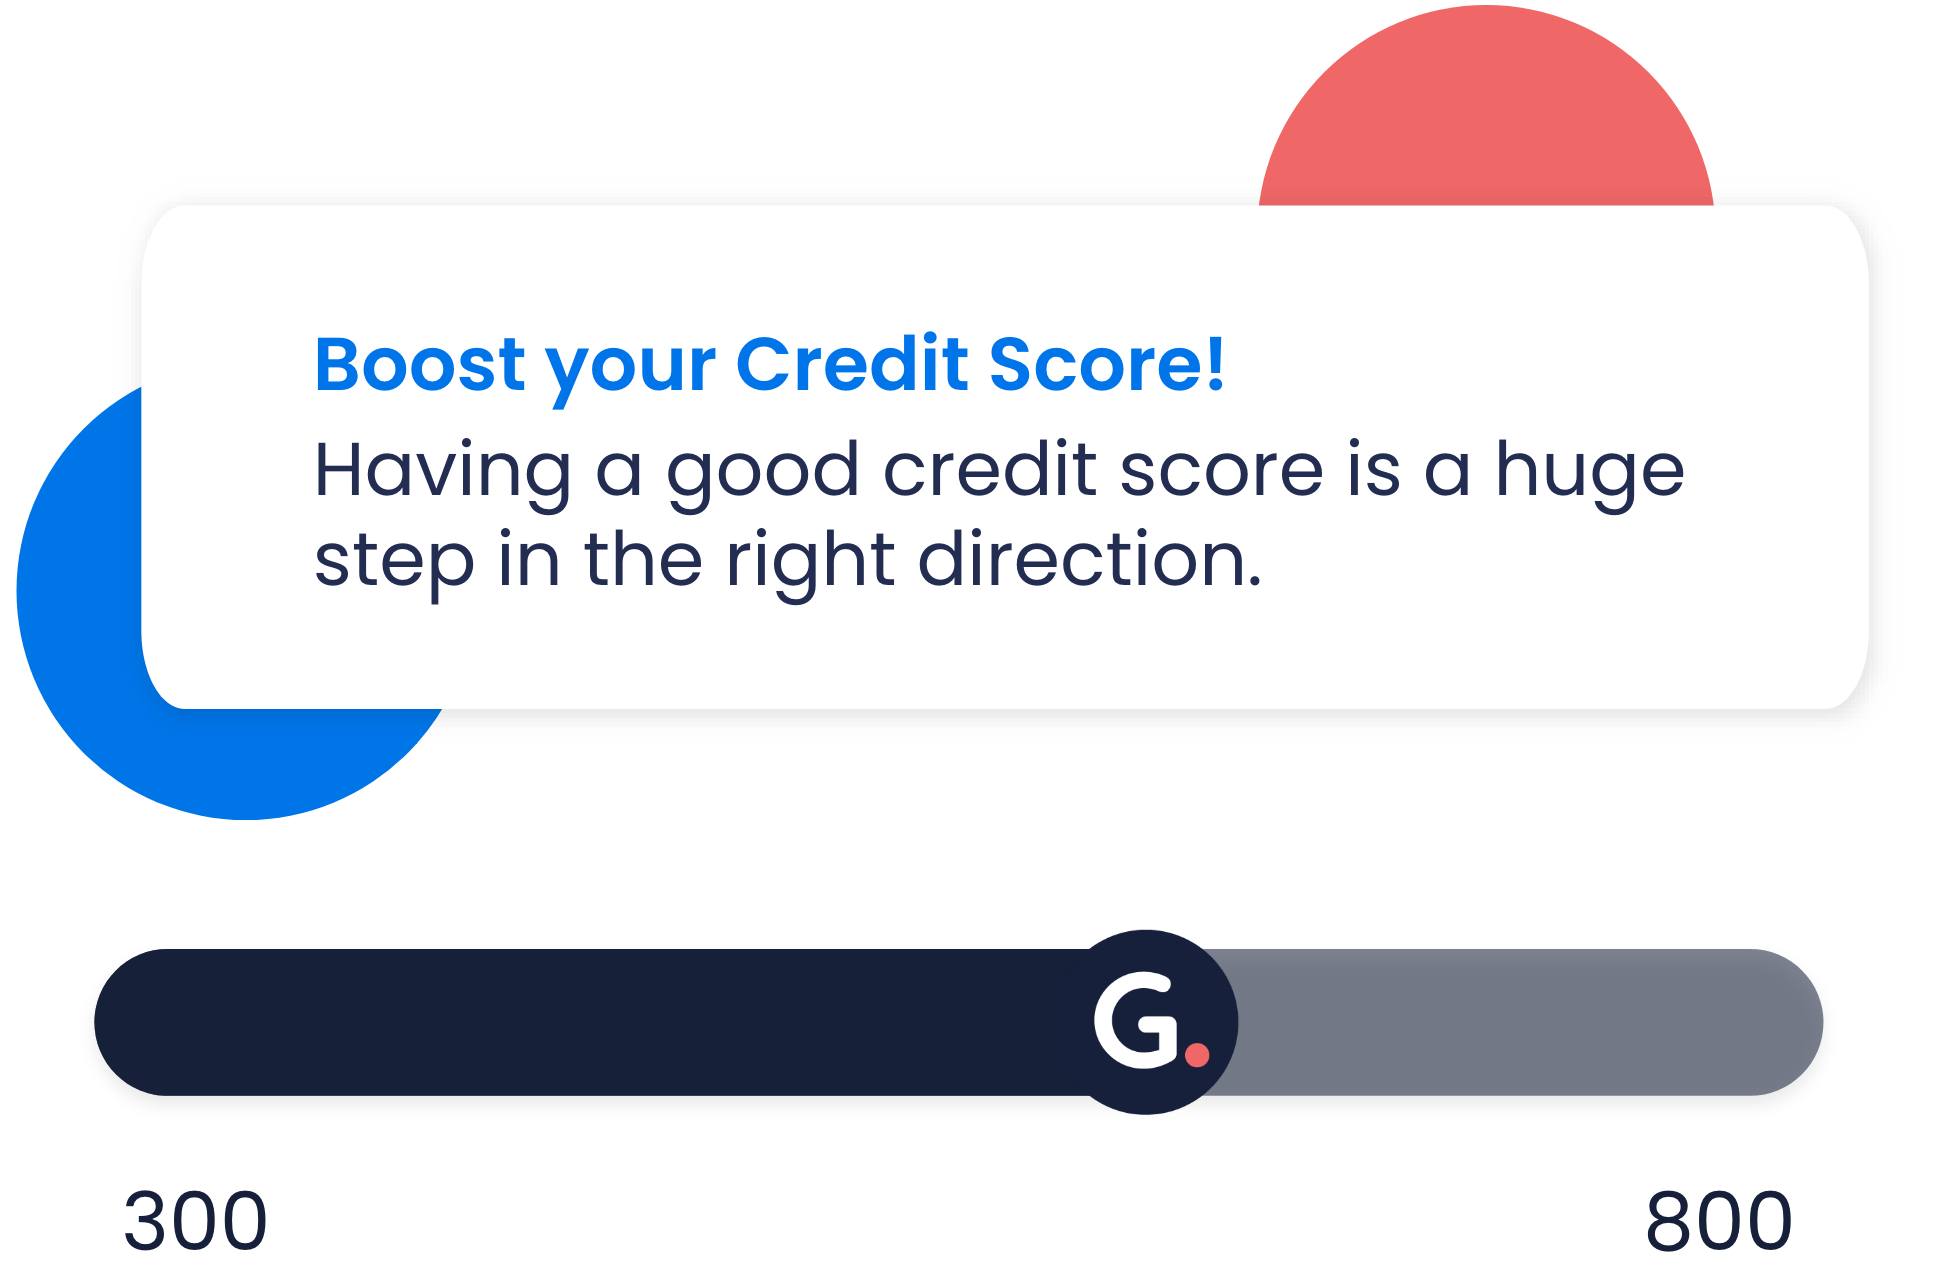 Boost your Credit Score!
Having a good credit score is a huge
step in the right direction.
G.
300
800